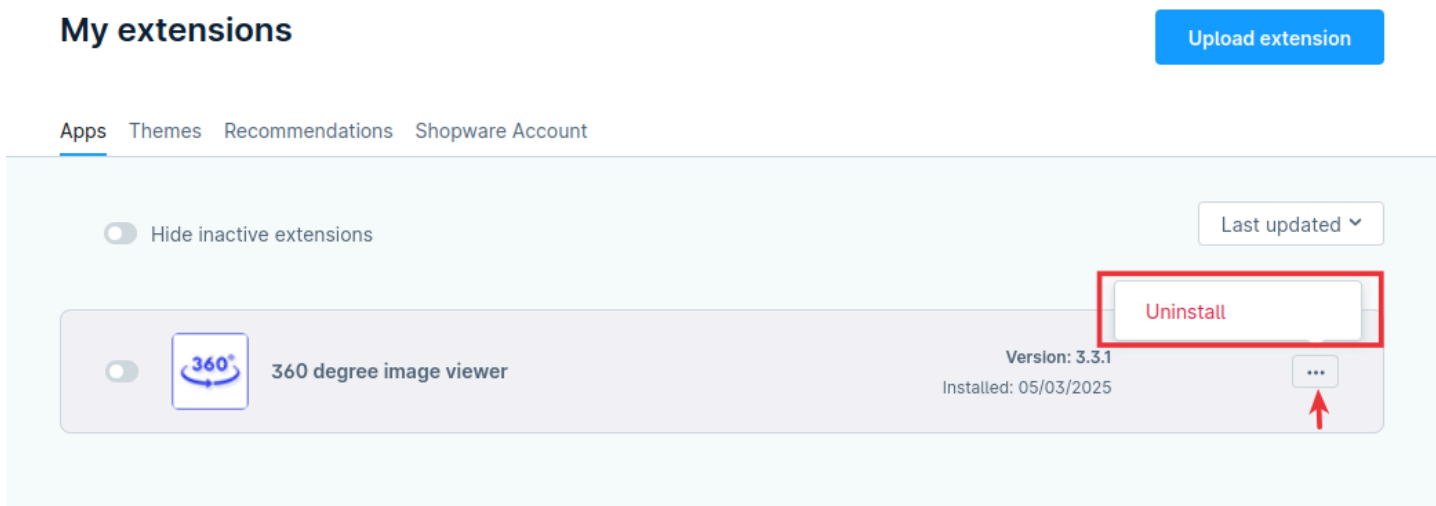 My extensions
Upload extension
Apps Themes Recommendations Shopware Account
Hide inactive extensions
Last updated
Uninstall
360°
360 degree image viewer
Version: 3.3.1
Installed: 05/03/2025